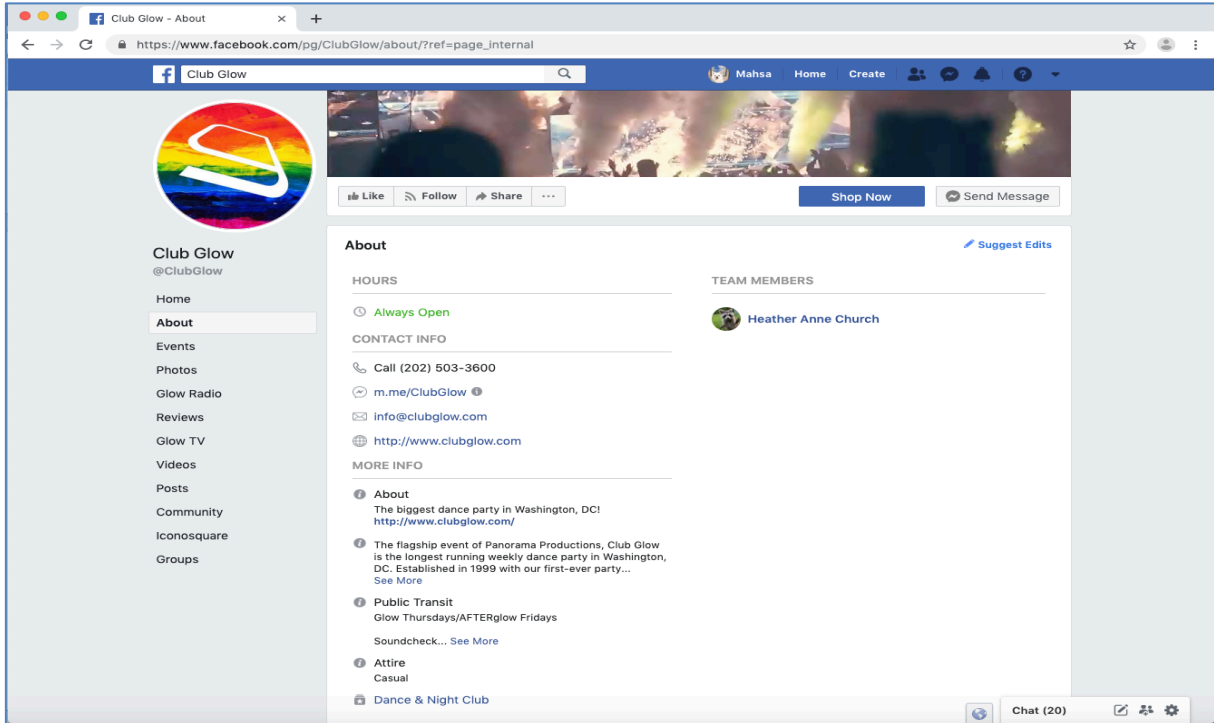 Club Glow - About
https://www.facebook.com/pg/ClubGlow/about/?ref=page_internal
Club Glow
Mahsa Home Create
Like Follow Share
Shop Now
Send Message
Club Glow
@ClubGlow
Home
About
Events
Photos
Glow Radio
Reviews
Glow TV
Videos
Posts
Community
Iconosquare
Groups
About
Suggest Edits
HOURS
Always Open
CONTACT INFO
Call (202) 503-3600
m.me/ClubGlow
info@clubglow.com
http://www.clubglow.com
MORE INFO
About
The biggest dance party in Washington, DC!
http://www.clubglow.com/
The flagship event of Panorama Productions, Club Glow
is the longest running weekly dance party in Washington,
DC. Established in 1999 with our first-ever party...
See More
Public Transit
Glow Thursdays/AFTERglow Fridays
Soundcheck... See More
Attire
Casual
Dance & Night Club
TEAM MEMBERS
Heather Anne Church
Chat (20)